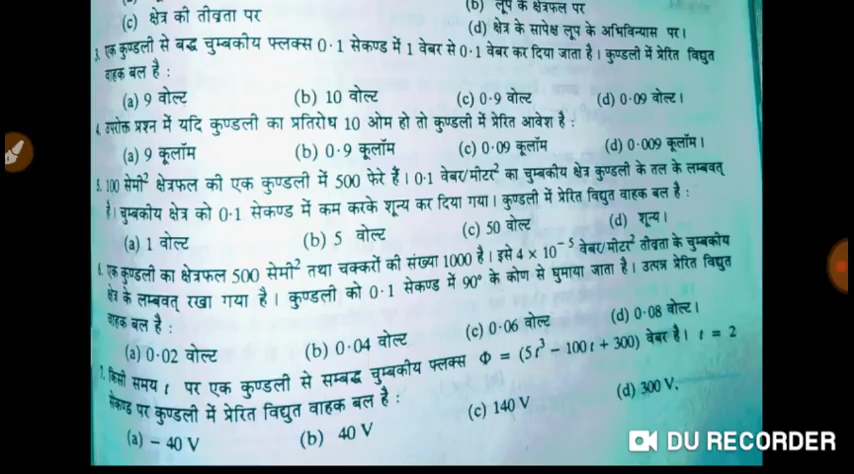 (b) लूप के क्षेत्रफल पर
(c) क्षेत्र की तीव्रता पर
(d) क्षेत्र के सापेक्ष लूप के अभिविन्यास पर।
3. एक कुण्डली से बद्ध चुम्बकीय फ्लक्स 0·1 सेकण्ड में 1 वेबर से 0·1 वेबर कर दिया जाता है। कुण्डली में प्रेरित विद्युत
वाहक बल है :
(a) 9 वोल्ट (b) 10 वोल्ट (c) 0·9 वोल्ट (d) 0·09 वोल्ट।
4. उपरोक्त प्रश्न में यदि कुण्डली का प्रतिरोध 10 ओम हो तो कुण्डली में प्रेरित आवेश है :
(a) 9 कूलॉम (b) 0·9 कूलॉम (c) 0·09 कूलॉम (d) 0·009 कूलॉम।
5. 100 सेमी² क्षेत्रफल की एक कुण्डली में 500 फेरे हैं। 0·1 वेबर/मीटर² का चुम्बकीय क्षेत्र कुण्डली के तल के लम्बवत्
है। चुम्बकीय क्षेत्र को 0·1 सेकण्ड में कम करके शून्य कर दिया गया। कुण्डली में प्रेरित विद्युत वाहक बल है :
(a) 1 वोल्ट (b) 5 वोल्ट (c) 50 वोल्ट (d) शून्य।
6. एक कुण्डली का क्षेत्रफल 500 सेमी² तथा चक्करों की संख्या 1000 है। इसे 4 × 10⁻⁵ वेबर/मीटर² तीव्रता के चुम्बकीय
क्षेत्र के लम्बवत् रखा गया है। कुण्डली को 0·1 सेकण्ड में 90° के कोण से घुमाया जाता है। उत्पन्न प्रेरित विद्युत
वाहक बल है :
(a) 0·02 वोल्ट (b) 0·04 वोल्ट (c) 0·06 वोल्ट (d) 0·08 वोल्ट।
7. किसी समय t पर एक कुण्डली से सम्बद्ध चुम्बकीय फ्लक्स Φ = (5t³ − 100t + 300) वेबर है। t = 2
सेकण्ड पर कुण्डली में प्रेरित विद्युत वाहक बल है :
(a) − 40 V (b) 40 V (c) 140 V (d) 300 V.
DU RECORDER